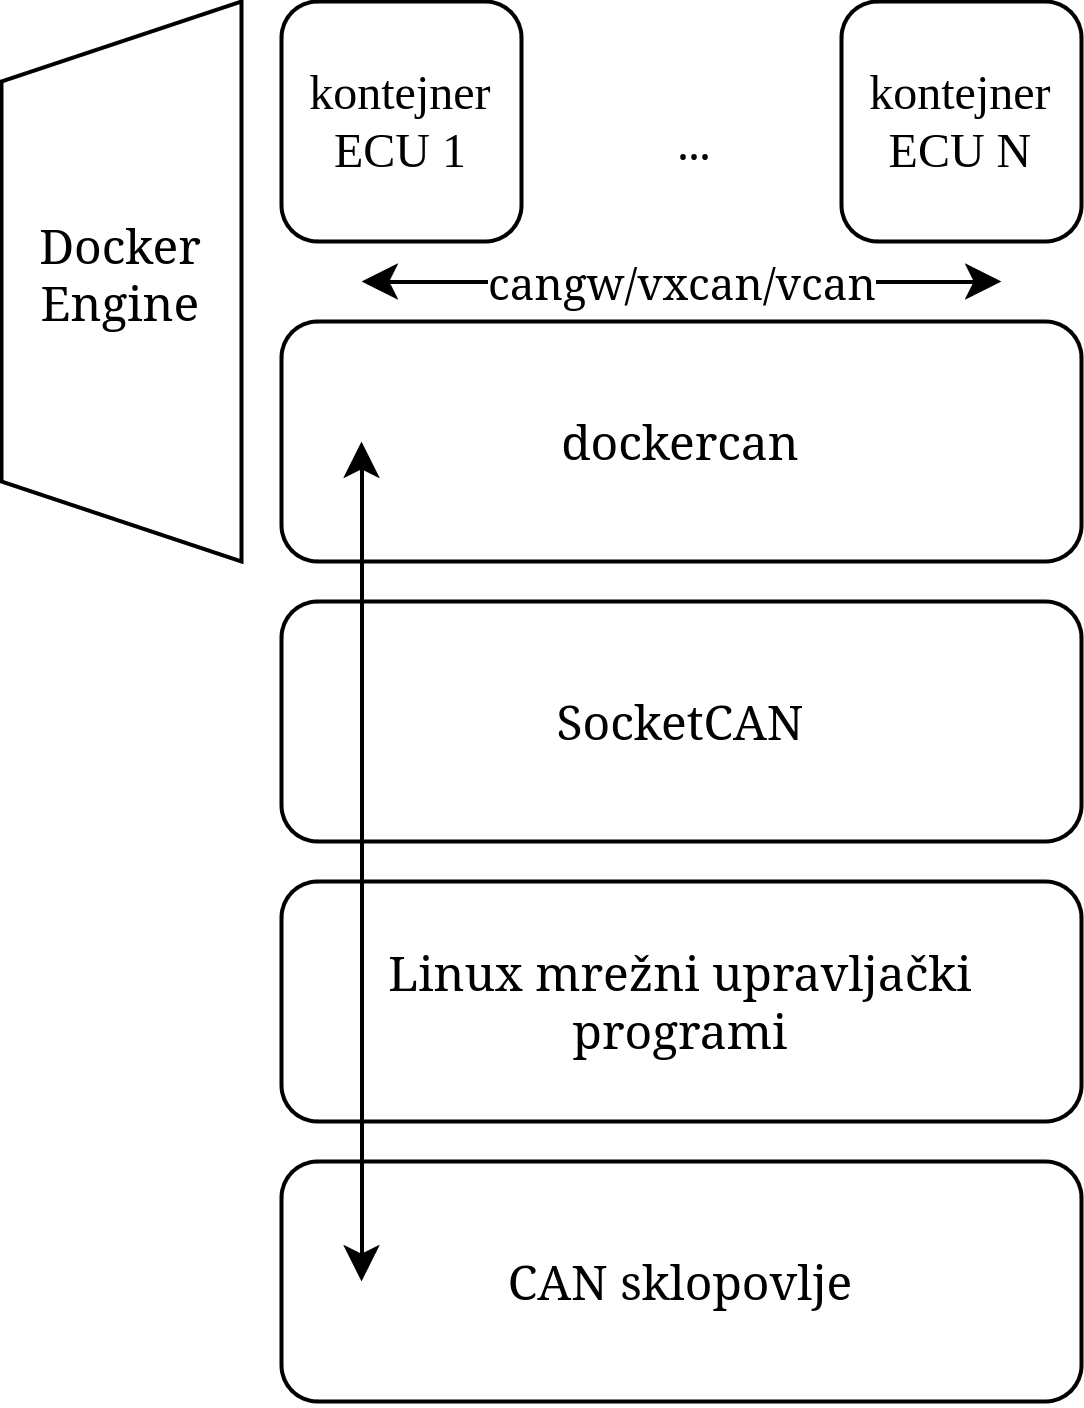 kontejner
ECU 1
...
kontejner
ECU N
Docker
Engine
cangw/vxcan/vcan
dockercan
SocketCAN
Linux mrežni upravljački
programi
CAN sklopovlje